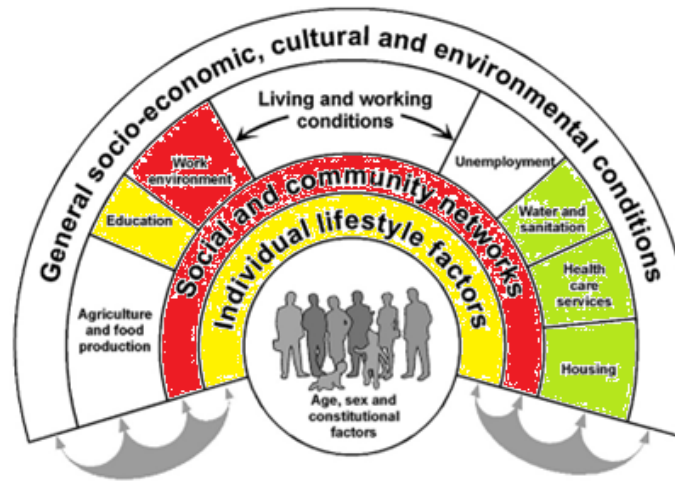 General socio-economic, cultural and environmental conditions
Living and working
conditions
Work
environment
Unemployment
Education
Water and
sanitation
Social and community networks
Individual lifestyle factors
Health
care
services
Agriculture
and food
production
Housing
Age, sex and
constitutional
factors